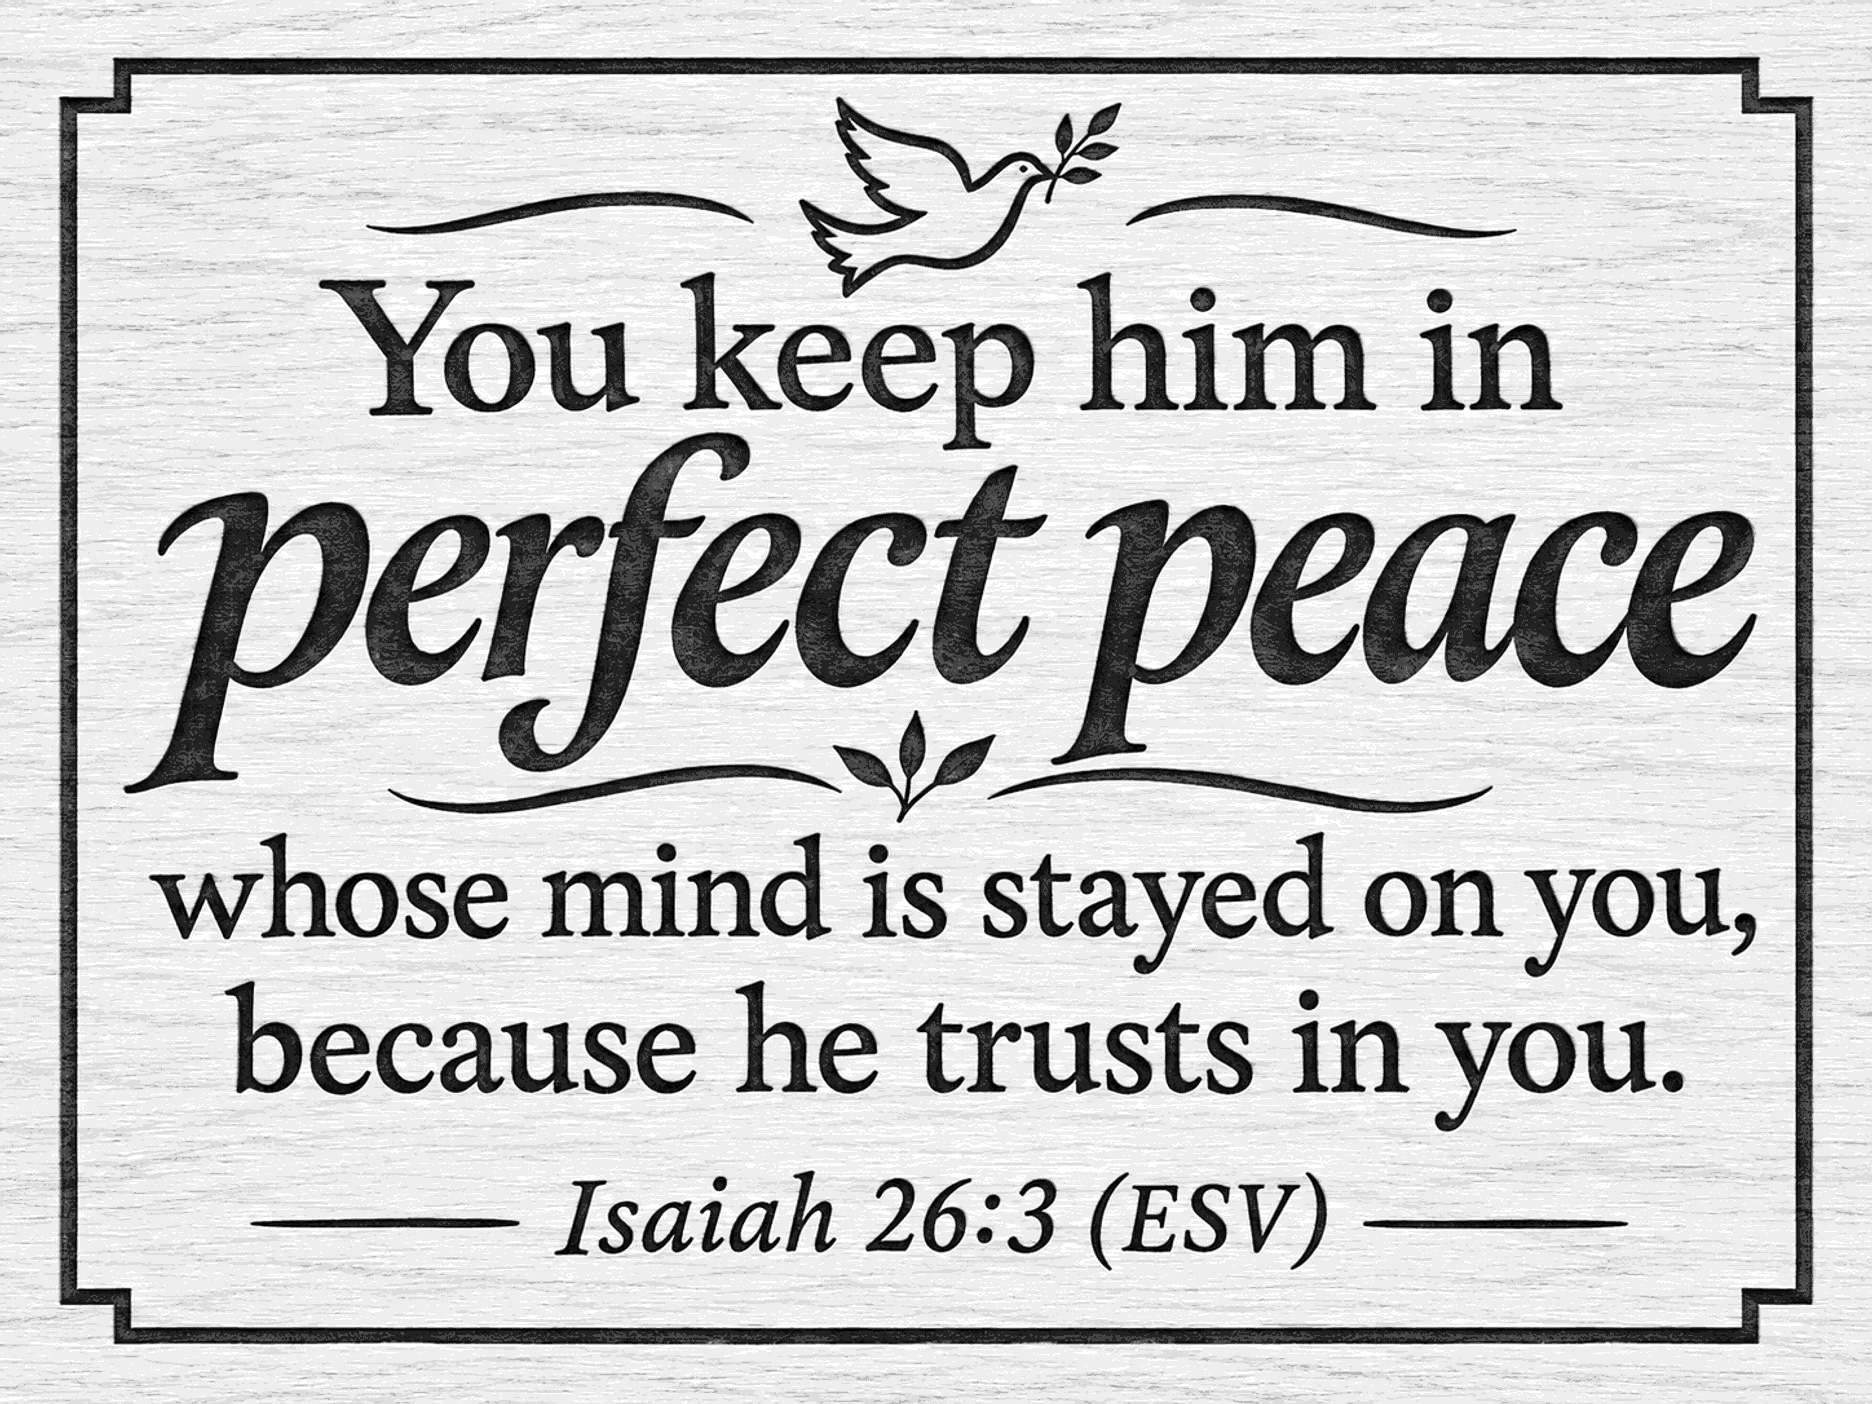 You keep him in
perfect peace
whose mind is stayed on you,
because he trusts in you.
Isaiah 26:3 (ESV)